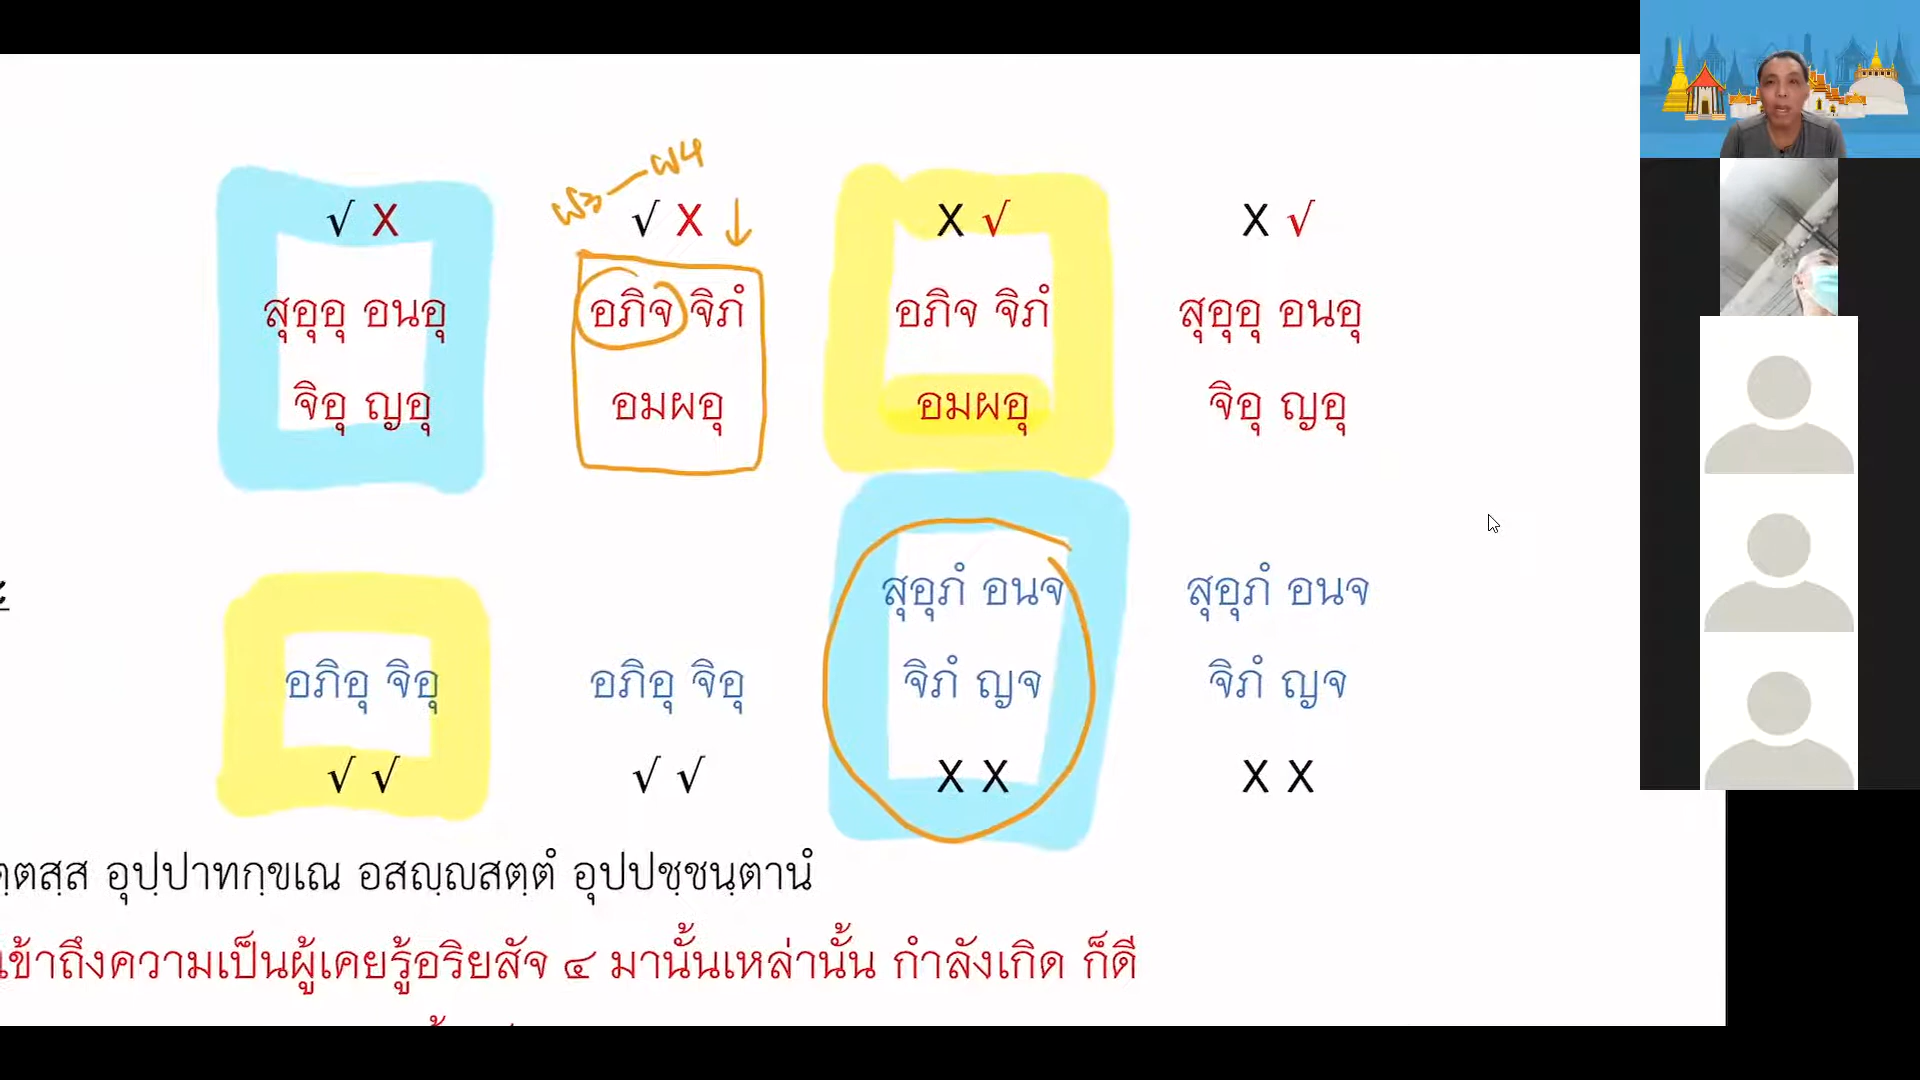 ผ3 ผ4
√ X √ X X √ X √
สุอุอุ อนอุ อภิจ จิภํ อภิจ จิภํ สุอุอุ อนอุ
จิอุ ญอุ อมผอุ อมผอุ จิอุ ญอุ
สุอุภํ อนจ สุอุภํ อนจ
อภิอุ จิอุ อภิอุ จิอุ จิภํ ญจ จิภํ ญจ
√ √ √ √ X X X X
ตฺตสฺส อุปฺปาทกฺขเณ อสญฺญสตฺตํ อุปปชฺชนฺตานํ
เข้าถึงความเป็นผู้เคยรู้อริยสัจ ๔ มานั้นเหล่านั้น กำลังเกิด ก็ดี